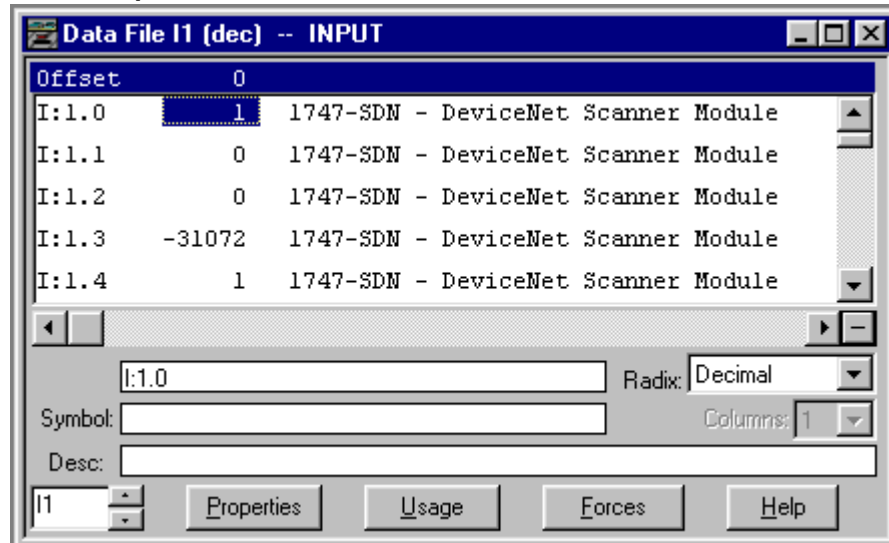 Data File I1 (dec) -- INPUT
Offset 0
I:1.0 1 1747-SDN - DeviceNet Scanner Module
I:1.1 0 1747-SDN - DeviceNet Scanner Module
I:1.2 0 1747-SDN - DeviceNet Scanner Module
I:1.3 -31072 1747-SDN - DeviceNet Scanner Module
I:1.4 1 1747-SDN - DeviceNet Scanner Module
I:1.0 Radix: Decimal
Symbol: Columns: 1
Desc:
I1 Properties Usage Forces Help